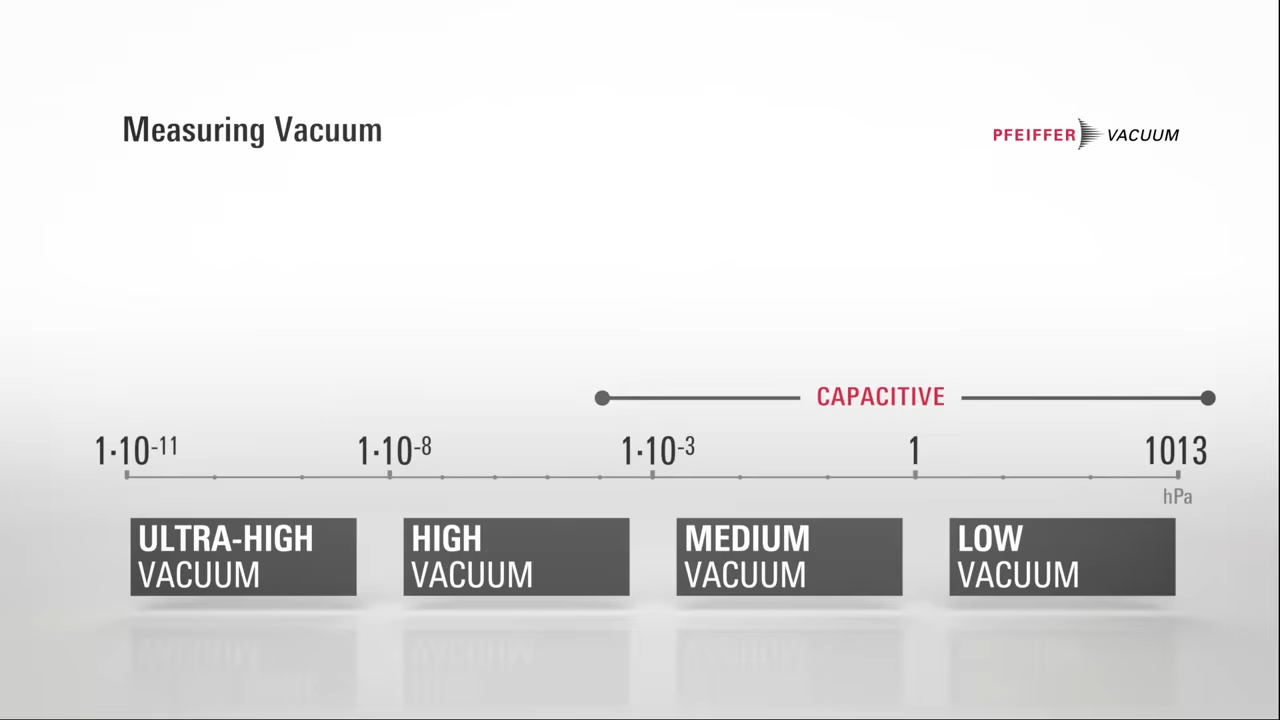 Measuring Vacuum
PFEIFFER VACUUM
CAPACITIVE
1·10⁻¹¹ 1·10⁻⁸ 1·10⁻³ 1 1013
hPa
ULTRA-HIGH
VACUUM
HIGH
VACUUM
MEDIUM
VACUUM
LOW
VACUUM